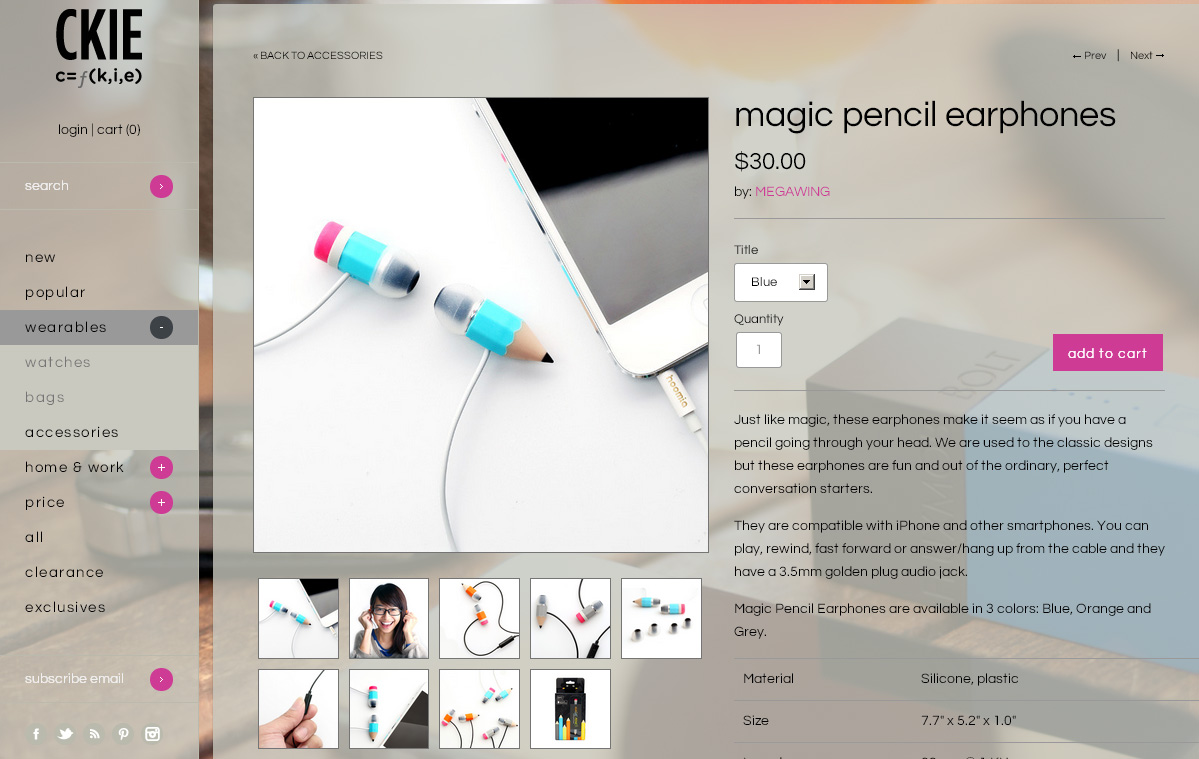 CKIE
c=f(k,i,e)
login | cart (0)
search
new
popular
wearables
watches
bags
accessories
home & work
price
all
clearance
exclusives
subscribe email
« BACK TO ACCESSORIES
← Prev | Next →
hoomia
magic pencil earphones
$30.00
by: MEGAWING
Title
Blue
Quantity
1
add to cart
BOLT
Just like magic, these earphones make it seem as if you have a
pencil going through your head. We are used to the classic designs
but these earphones are fun and out of the ordinary, perfect
conversation starters.
They are compatible with iPhone and other smartphones. You can
play, rewind, fast forward or answer/hang up from the cable and they
have a 3.5mm golden plug audio jack.
Magic Pencil Earphones are available in 3 colors: Blue, Orange and
Grey.
Material Silicone, plastic
Size 7.7" x 5.2" x 1.0"